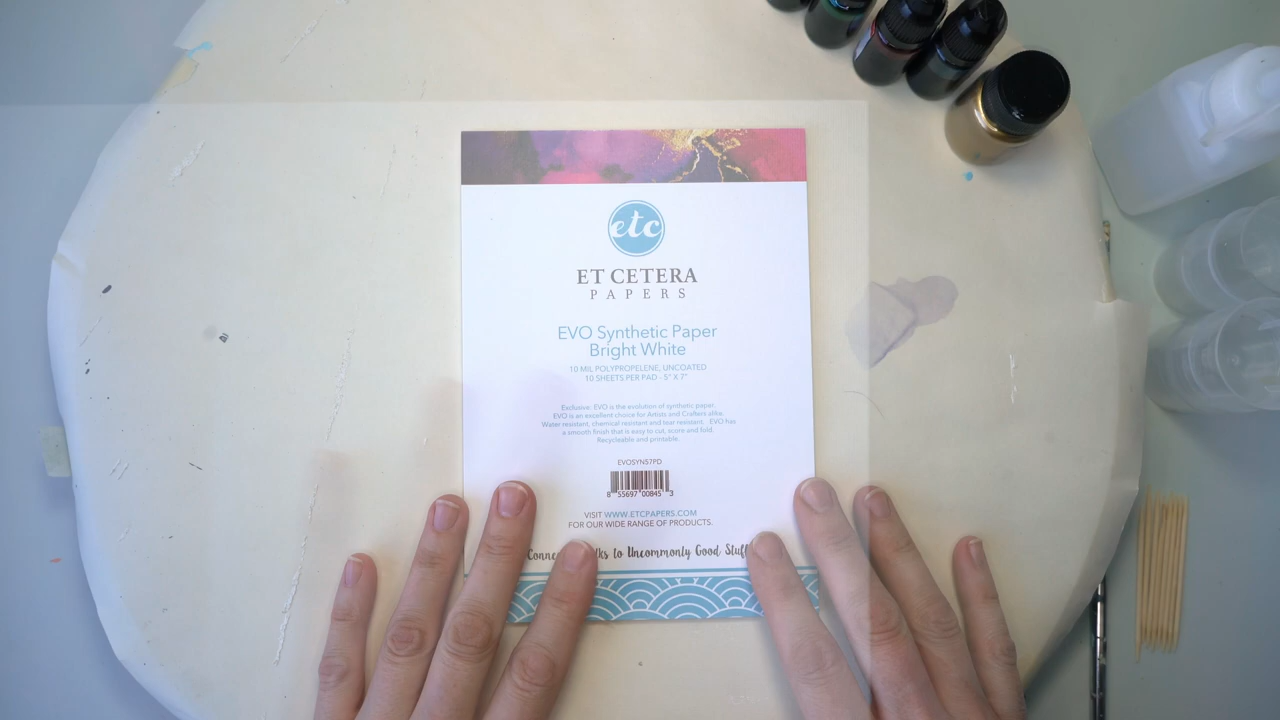 etc
ET CETERA
PAPERS
EVO Synthetic Paper
Bright White
10 MIL POLYPROPELENE, UNCOATED
10 SHEETS PER PAD - 5" X 7"
Exclusive: EVO is the evolution of synthetic paper.
EVO is an excellent choice for Artists and Crafters alike.
Water resistant, chemical resistant and tear resistant. EVO has
a smooth finish that is easy to cut, score and fold.
Recycleable and printable.
EVOSYN57PD
8 55697 00845 3
VISIT WWW.ETCPAPERS.COM
FOR OUR WIDE RANGE OF PRODUCTS.
to Uncommonly Good Stuff